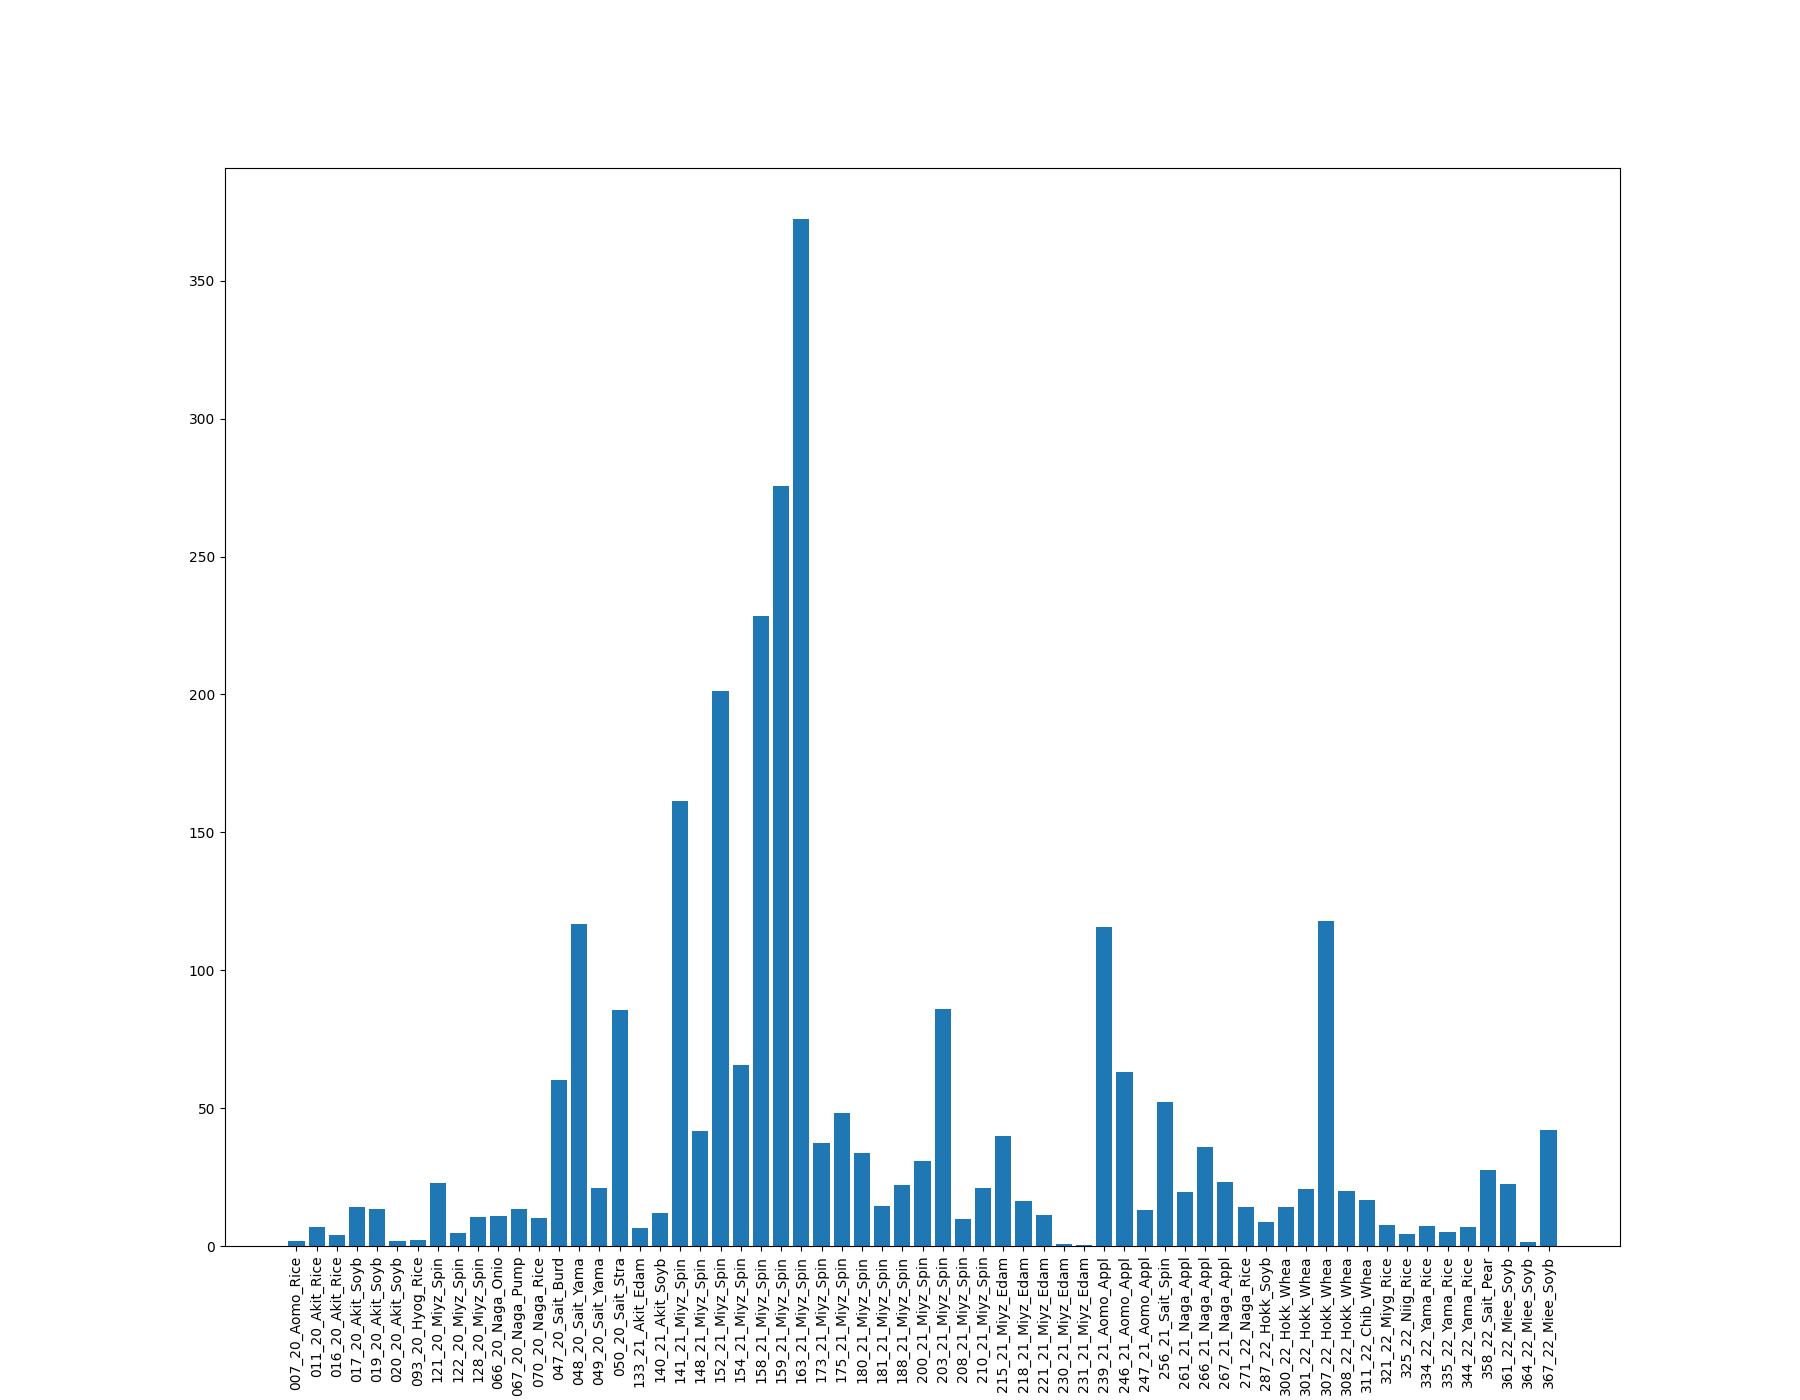 350
300
250
200
150
100
50
0
007_20_Aomo_Rice
011_20_Akit_Rice
016_20_Akit_Rice
017_20_Akit_Soyb
019_20_Akit_Soyb
020_20_Akit_Soyb
093_20_Hyog_Rice
121_20_Miyz_Spin
122_20_Miyz_Spin
128_20_Miyz_Spin
066_20_Naga_Onio
067_20_Naga_Pump
070_20_Naga_Rice
047_20_Sait_Burd
048_20_Sait_Yama
049_20_Sait_Yama
050_20_Sait_Stra
133_21_Akit_Edam
140_21_Akit_Soyb
141_21_Miyz_Spin
148_21_Miyz_Spin
152_21_Miyz_Spin
154_21_Miyz_Spin
158_21_Miyz_Spin
159_21_Miyz_Spin
163_21_Miyz_Spin
173_21_Miyz_Spin
175_21_Miyz_Spin
180_21_Miyz_Spin
181_21_Miyz_Spin
188_21_Miyz_Spin
200_21_Miyz_Spin
203_21_Miyz_Spin
208_21_Miyz_Spin
210_21_Miyz_Spin
215_21_Miyz_Edam
218_21_Miyz_Edam
221_21_Miyz_Edam
230_21_Miyz_Edam
231_21_Miyz_Edam
239_21_Aomo_Appl
246_21_Aomo_Appl
247_21_Aomo_Appl
256_21_Sait_Spin
261_21_Naga_Appl
266_21_Naga_Appl
267_21_Naga_Appl
271_22_Naga_Rice
287_22_Hokk_Soyb
300_22_Hokk_Whea
301_22_Hokk_Whea
307_22_Hokk_Whea
308_22_Hokk_Whea
311_22_Chib_Whea
321_22_Miyg_Rice
325_22_Niig_Rice
334_22_Yama_Rice
335_22_Yama_Rice
344_22_Yama_Rice
358_22_Sait_Pear
361_22_Miee_Soyb
364_22_Miee_Soyb
367_22_Miee_Soyb